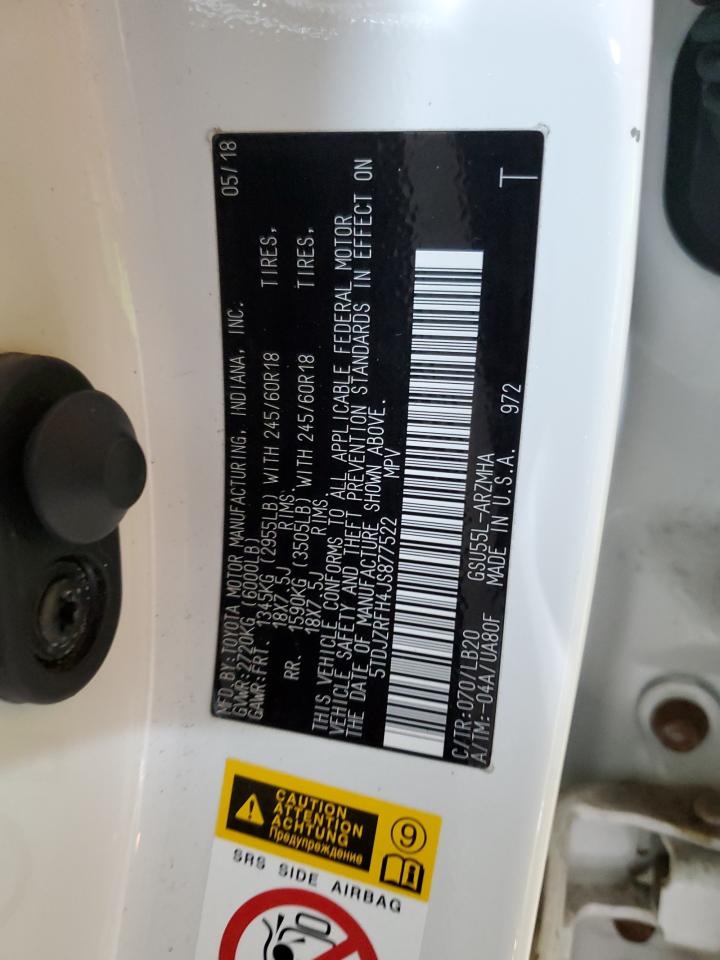 MFD. BY: TOYOTA MOTOR MANUFACTURING, INDIANA, INC. 05/18
GVWR: 2720KG (6000LB)
GAWR: FRT 1345KG (2955LB) WITH 245/60R18 TIRES,
18X7.5J RIMS.
RR. 1590KG (3505LB) WITH 245/60R18 TIRES,
18X7.5J RIMS.
THIS VEHICLE CONFORMS TO ALL APPLICABLE FEDERAL MOTOR
VEHICLE SAFETY AND THEFT PREVENTION STANDARDS IN EFFECT ON
THE DATE OF MANUFACTURE SHOWN ABOVE.
5TDJZRFH4JS877522 MPV
C/TR: 070/LB20 GSU55L-ARZMHA
A/TM: -04A/UA80F MADE IN U.S.A. 972 T
CAUTION
ATTENTION
ACHTUNG
Предупреждение
9
SRS SIDE AIRBAG